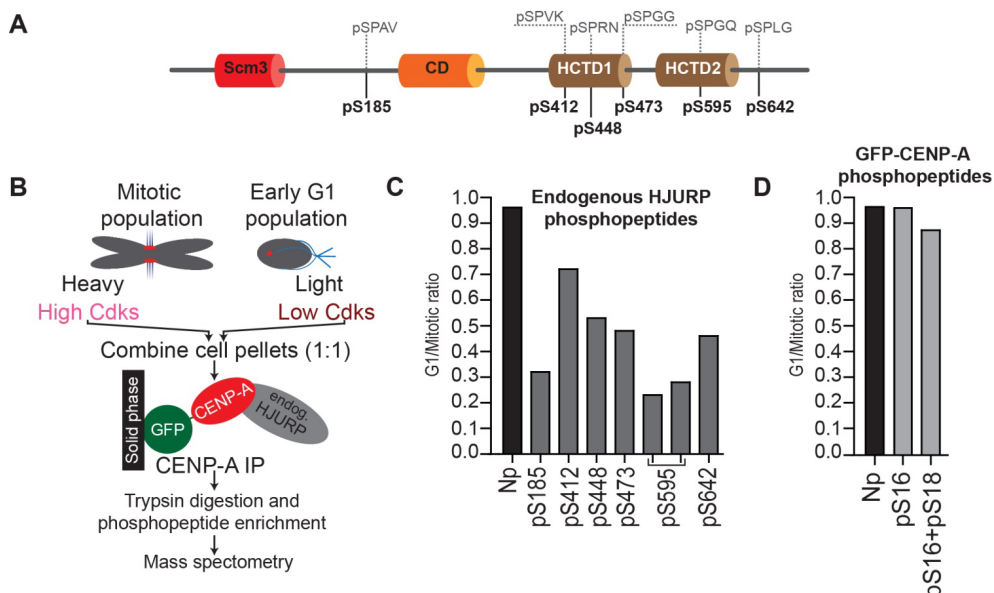 A
pSPAV
pSPVK
pSPRN
pSPGG
pSPGQ
pSPLG
Scm3
CD
HCTD1
HCTD2
pS185
pS412
pS448
pS473
pS595
pS642
B
Mitotic
population
Early G1
population
Heavy
Light
High Cdks
Low Cdks
Combine cell pellets (1:1)
Solid phase
GFP
CENP-A
endog.
HJURP
CENP-A IP
Trypsin digestion and
phosphopeptide enrichment
Mass spectometry
C
Endogenous HJURP
phosphopeptides
G1/Mitotic ratio
1.0
0.9
0.8
0.7
0.6
0.5
0.4
0.3
0.2
0.1
0.0
Np
pS185
pS412
pS448
pS473
pS595
pS642
D
GFP-CENP-A
phosphopeptides
G1/Mitotic ratio
1.0
0.9
0.8
0.7
0.6
0.5
0.4
0.3
0.2
0.1
0.0
Np
pS16
pS16+pS18